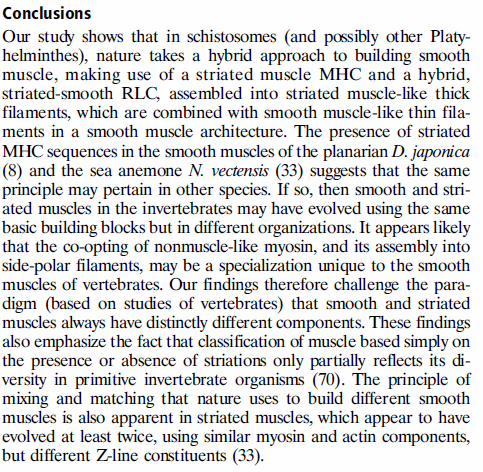 Conclusions
Our study shows that in schistosomes (and possibly other Platy-
helminthes), nature takes a hybrid approach to building smooth
muscle, making use of a striated muscle MHC and a hybrid,
striated-smooth RLC, assembled into striated muscle-like thick
filaments, which are combined with smooth muscle-like thin fila-
ments in a smooth muscle architecture. The presence of striated
MHC sequences in the smooth muscles of the planarian D. japonica
(8) and the sea anemone N. vectensis (33) suggests that the same
principle may pertain in other species. If so, then smooth and stri-
ated muscles in the invertebrates may have evolved using the same
basic building blocks but in different organizations. It appears likely
that the co-opting of nonmuscle-like myosin, and its assembly into
side-polar filaments, may be a specialization unique to the smooth
muscles of vertebrates. Our findings therefore challenge the para-
digm (based on studies of vertebrates) that smooth and striated
muscles always have distinctly different components. These findings
also emphasize the fact that classification of muscle based simply on
the presence or absence of striations only partially reflects its di-
versity in primitive invertebrate organisms (70). The principle of
mixing and matching that nature uses to build different smooth
muscles is also apparent in striated muscles, which appear to have
evolved at least twice, using similar myosin and actin components,
but different Z-line constituents (33).